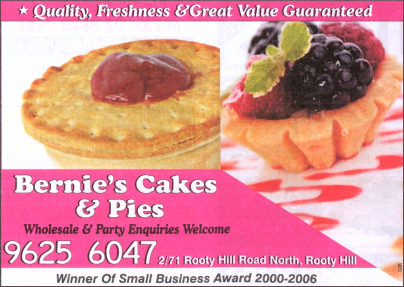 ★ Quality, Freshness &Great Value Guaranteed
Bernie's Cakes
& Pies
Wholesale & Party Enquiries Welcome
9625 6047 2/71 Rooty Hill Road North, Rooty Hill
Winner Of Small Business Award 2000-2006